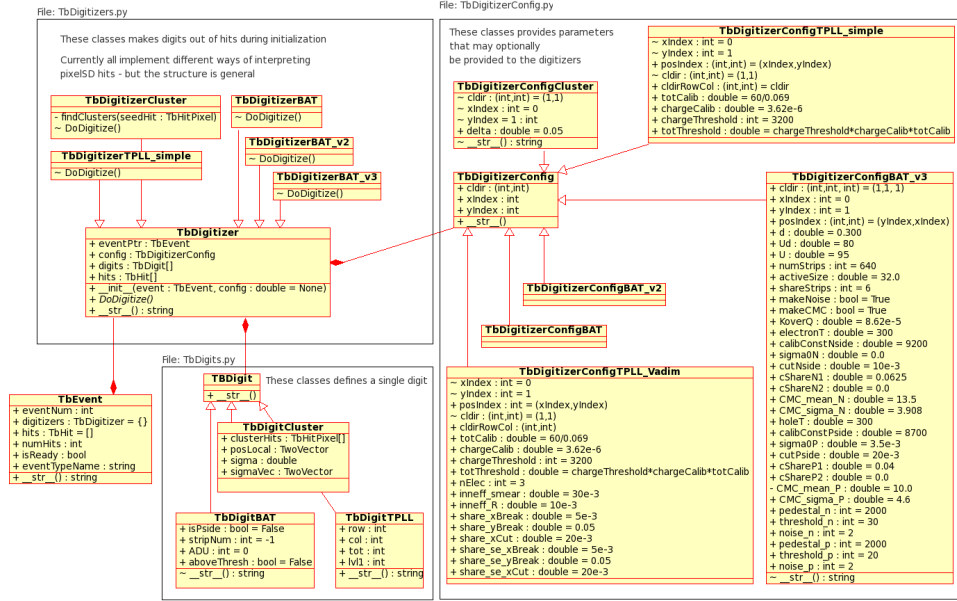 File: TbDigitizers.py
These classes makes digits out of hits during initialization
Currently all implement different ways of interpreting
pixelSD hits - but the structure is general
TbDigitizerCluster
- findClusters(seedHit : TbHitPixel)
~ DoDigitize()
TbDigitizerBAT
~ DoDigitize()
TbDigitizerTPLL_simple
~ DoDigitize()
TbDigitizerBAT_v2
~ DoDigitize()
TbDigitizerBAT_v3
~ DoDigitize()
TbDigitizer
+ eventPtr : TbEvent
+ config : TbDigitizerConfig
+ digits : TbDigit[]
+ hits : TbHit[]
+ __init__(event : TbEvent, config : double = None)
+ DoDigitize()
+ __str__() : string
TbEvent
+ eventNum : int
+ digitizers : TbDigitizer = {}
+ hits : TbHit = []
+ numHits : int
+ isReady : bool
+ eventTypeName : string
+ __str__() : string
File: TbDigits.py
TBDigit
+ __str__()
These classes defines a single digit
TbDigitCluster
+ clusterHits : TbHitPixel[]
+ posLocal : TwoVector
+ sigma : double
+ sigmaVec : TwoVector
TbDigitBAT
+ isPside : bool = False
+ stripNum : int = -1
+ ADU : int = 0
+ aboveThresh : bool = False
~ __str__() : string
TbDigitTPLL
+ row : int
+ col : int
+ tot : int
+ lvl1 : int
+ __str__() : string
File: TbDigitizerConfig.py
These classes provides parameters
that may optionally
be provided to the digitizers
TbDigitizerConfigCluster
~ cldir : (int,int) = (1,1)
~ xIndex : int = 0
~ yIndex = 1 : int
+ delta : double = 0.05
~ __str__() : string
TbDigitizerConfigTPLL_simple
~ xIndex : int = 0
~ yIndex : int = 1
+ posIndex : (int,int) = (xIndex,yIndex)
~ cldir : (int,int) = (1,1)
+ cldirRowCol : (int,int) = cldir
+ totCalib : double = 60/0.069
+ chargeCalib : double = 3.62e-6
+ chargeThreshold : int = 3200
+ totThreshold : double = chargeThreshold*chargeCalib*totCalib
TbDigitizerConfig
+ cldir : (int,int)
+ xIndex : int
+ yIndex : int
+ __str__()
TbDigitizerConfigBAT_v2
TbDigitizerConfigBAT
TbDigitizerConfigTPLL_Vadim
~ xIndex : int = 0
~ yIndex : int = 1
+ posIndex : int = (xIndex,yIndex)
~ cldir : (int,int) = (1,1)
+ cldirRowCol : (int,int)
+ totCalib : double = 60/0.069
+ chargeCalib : double = 3.62e-6
+ chargeThreshold : int = 3200
+ totThreshold : double = chargeThreshold*chargeCalib*totCalib
+ nElec : int = 3
+ inneff_smear : double = 30e-3
+ inneff_R : double = 10e-3
+ share_xBreak : double = 5e-3
+ share_yBreak : double = 0.05
+ share_xCut : double = 20e-3
+ share_se_xBreak : double = 5e-3
+ share_se_yBreak : double = 0.05
+ share_se_xCut : double = 20e-3
TbDigitizerConfigBAT_v3
+ cldir : (int,int, int) = (1,1, 1)
+ xIndex : int = 0
+ yIndex : int = 1
+ posIndex : (int,int) = (yIndex,xIndex)
+ d : double = 0.300
+ Ud : double = 80
+ U : double = 95
+ numStrips : int = 640
+ activeSize : double = 32.0
+ shareStrips : int = 6
+ makeNoise : bool = True
+ makeCMC : bool = True
+ KoverQ : double = 8.62e-5
+ electronT : double = 300
+ calibConstNside : double = 9200
+ sigma0N : double = 0.0
+ cutNside : double = 10e-3
+ cShareN1 : double = 0.0625
+ cShareN2 : double = 0.0
+ CMC_mean_N : double = 13.5
+ CMC_sigma_N : double = 3.908
+ holeT : double = 300
+ calibConstPside : double = 8700
+ sigma0P : double = 3.5e-3
+ cutPside : double = 20e-3
+ cShareP1 : double = 0.04
+ cShareP2 : double = 0.0
- CMC_mean_P : double = 10.0
+ CMC_sigma_P : double = 4.6
+ pedestal_n : int = 2000
+ threshold_n : int = 30
+ noise_n : int = 2
+ pedestal_p : int = 2000
+ threshold_p : int = 20
+ noise_p : int = 2
~ __str__() : string